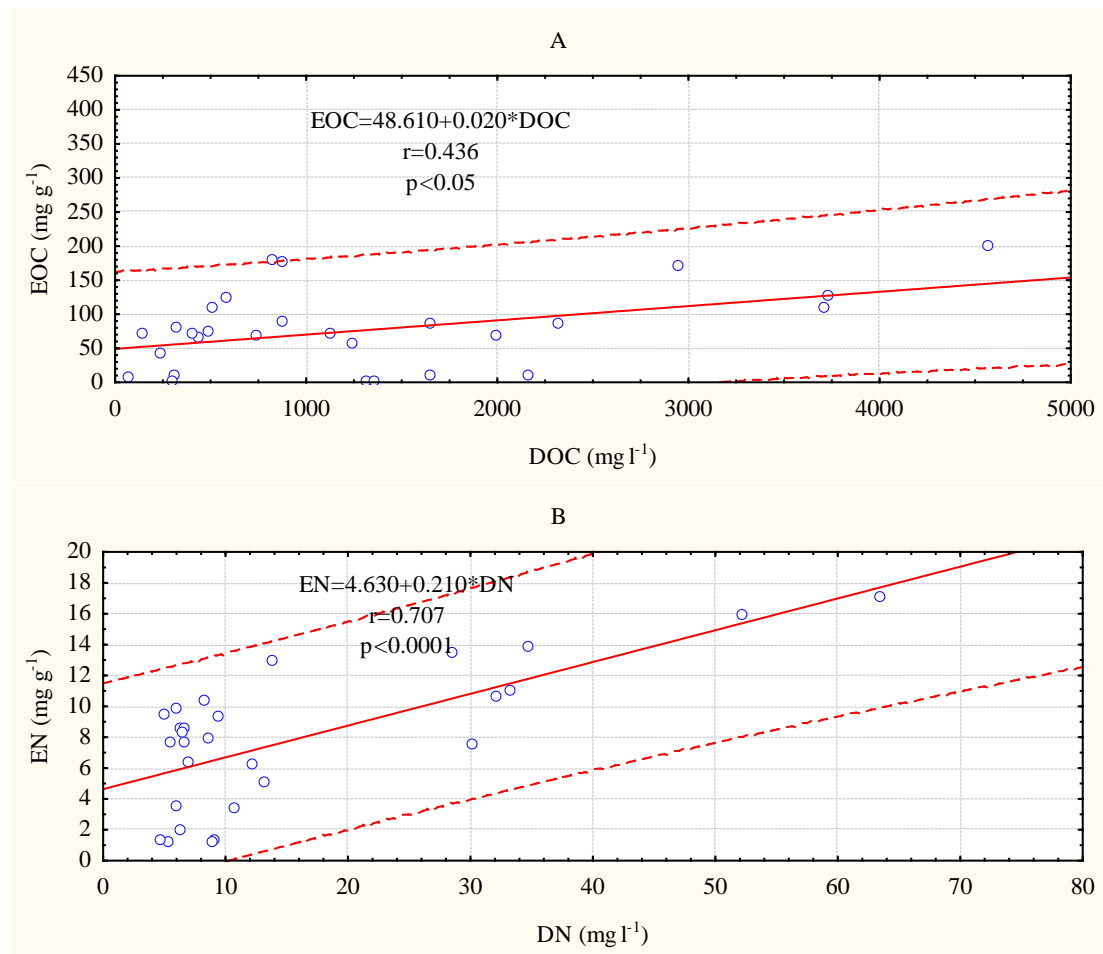 A
450
400
350
300
250
200
150
100
50
0
EOC (mg g⁻¹)
EOC=48.610+0.020*DOC
r=0.436
p<0.05
0 1000 2000 3000 4000 5000
DOC (mg l⁻¹)
B
20
18
16
14
12
10
8
6
4
2
0
EN (mg g⁻¹)
EN=4.630+0.210*DN
r=0.707
p<0.0001
0 10 20 30 40 50 60 70 80
DN (mg l⁻¹)